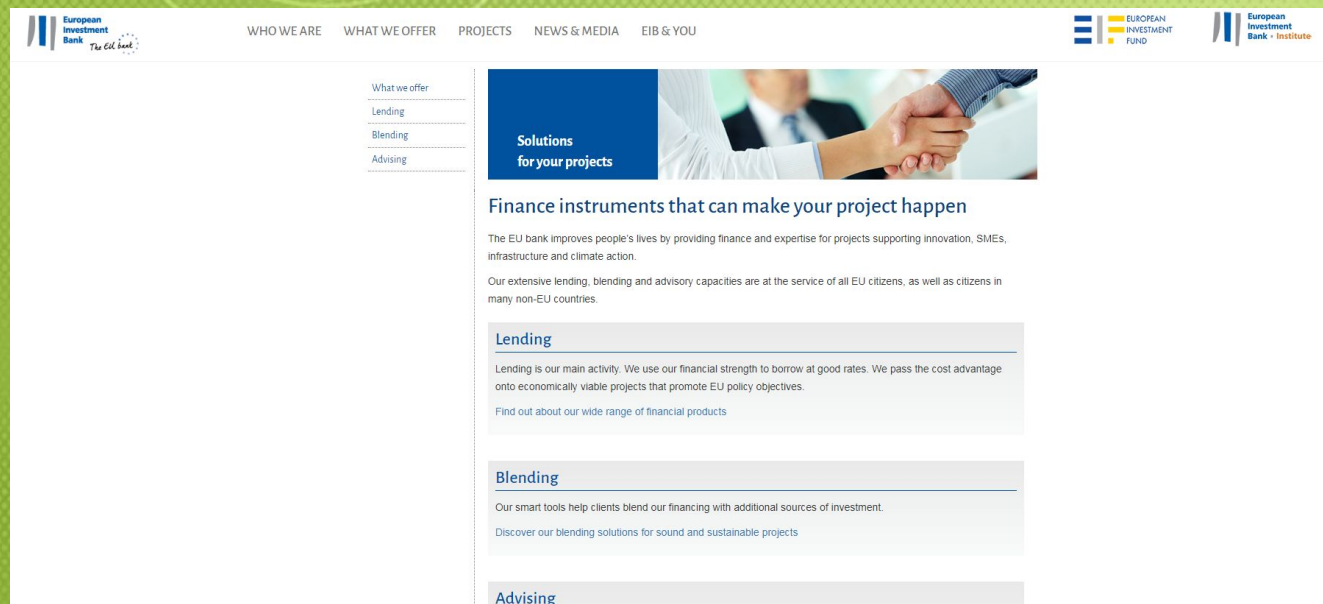 European
Investment
Bank The EU bank
WHO WE ARE WHAT WE OFFER PROJECTS NEWS & MEDIA EIB & YOU
EUROPEAN
INVESTMENT
FUND
European
Investment
Bank Institute
What we offer
Lending
Blending
Advising
Solutions
for your projects
Finance instruments that can make your project happen
The EU bank improves people's lives by providing finance and expertise for projects supporting innovation, SMEs,
infrastructure and climate action.
Our extensive lending, blending and advisory capacities are at the service of all EU citizens, as well as citizens in
many non-EU countries.
Lending
Lending is our main activity. We use our financial strength to borrow at good rates. We pass the cost advantage
onto economically viable projects that promote EU policy objectives.
Find out about our wide range of financial products
Blending
Our smart tools help clients blend our financing with additional sources of investment.
Discover our blending solutions for sound and sustainable projects
Advising